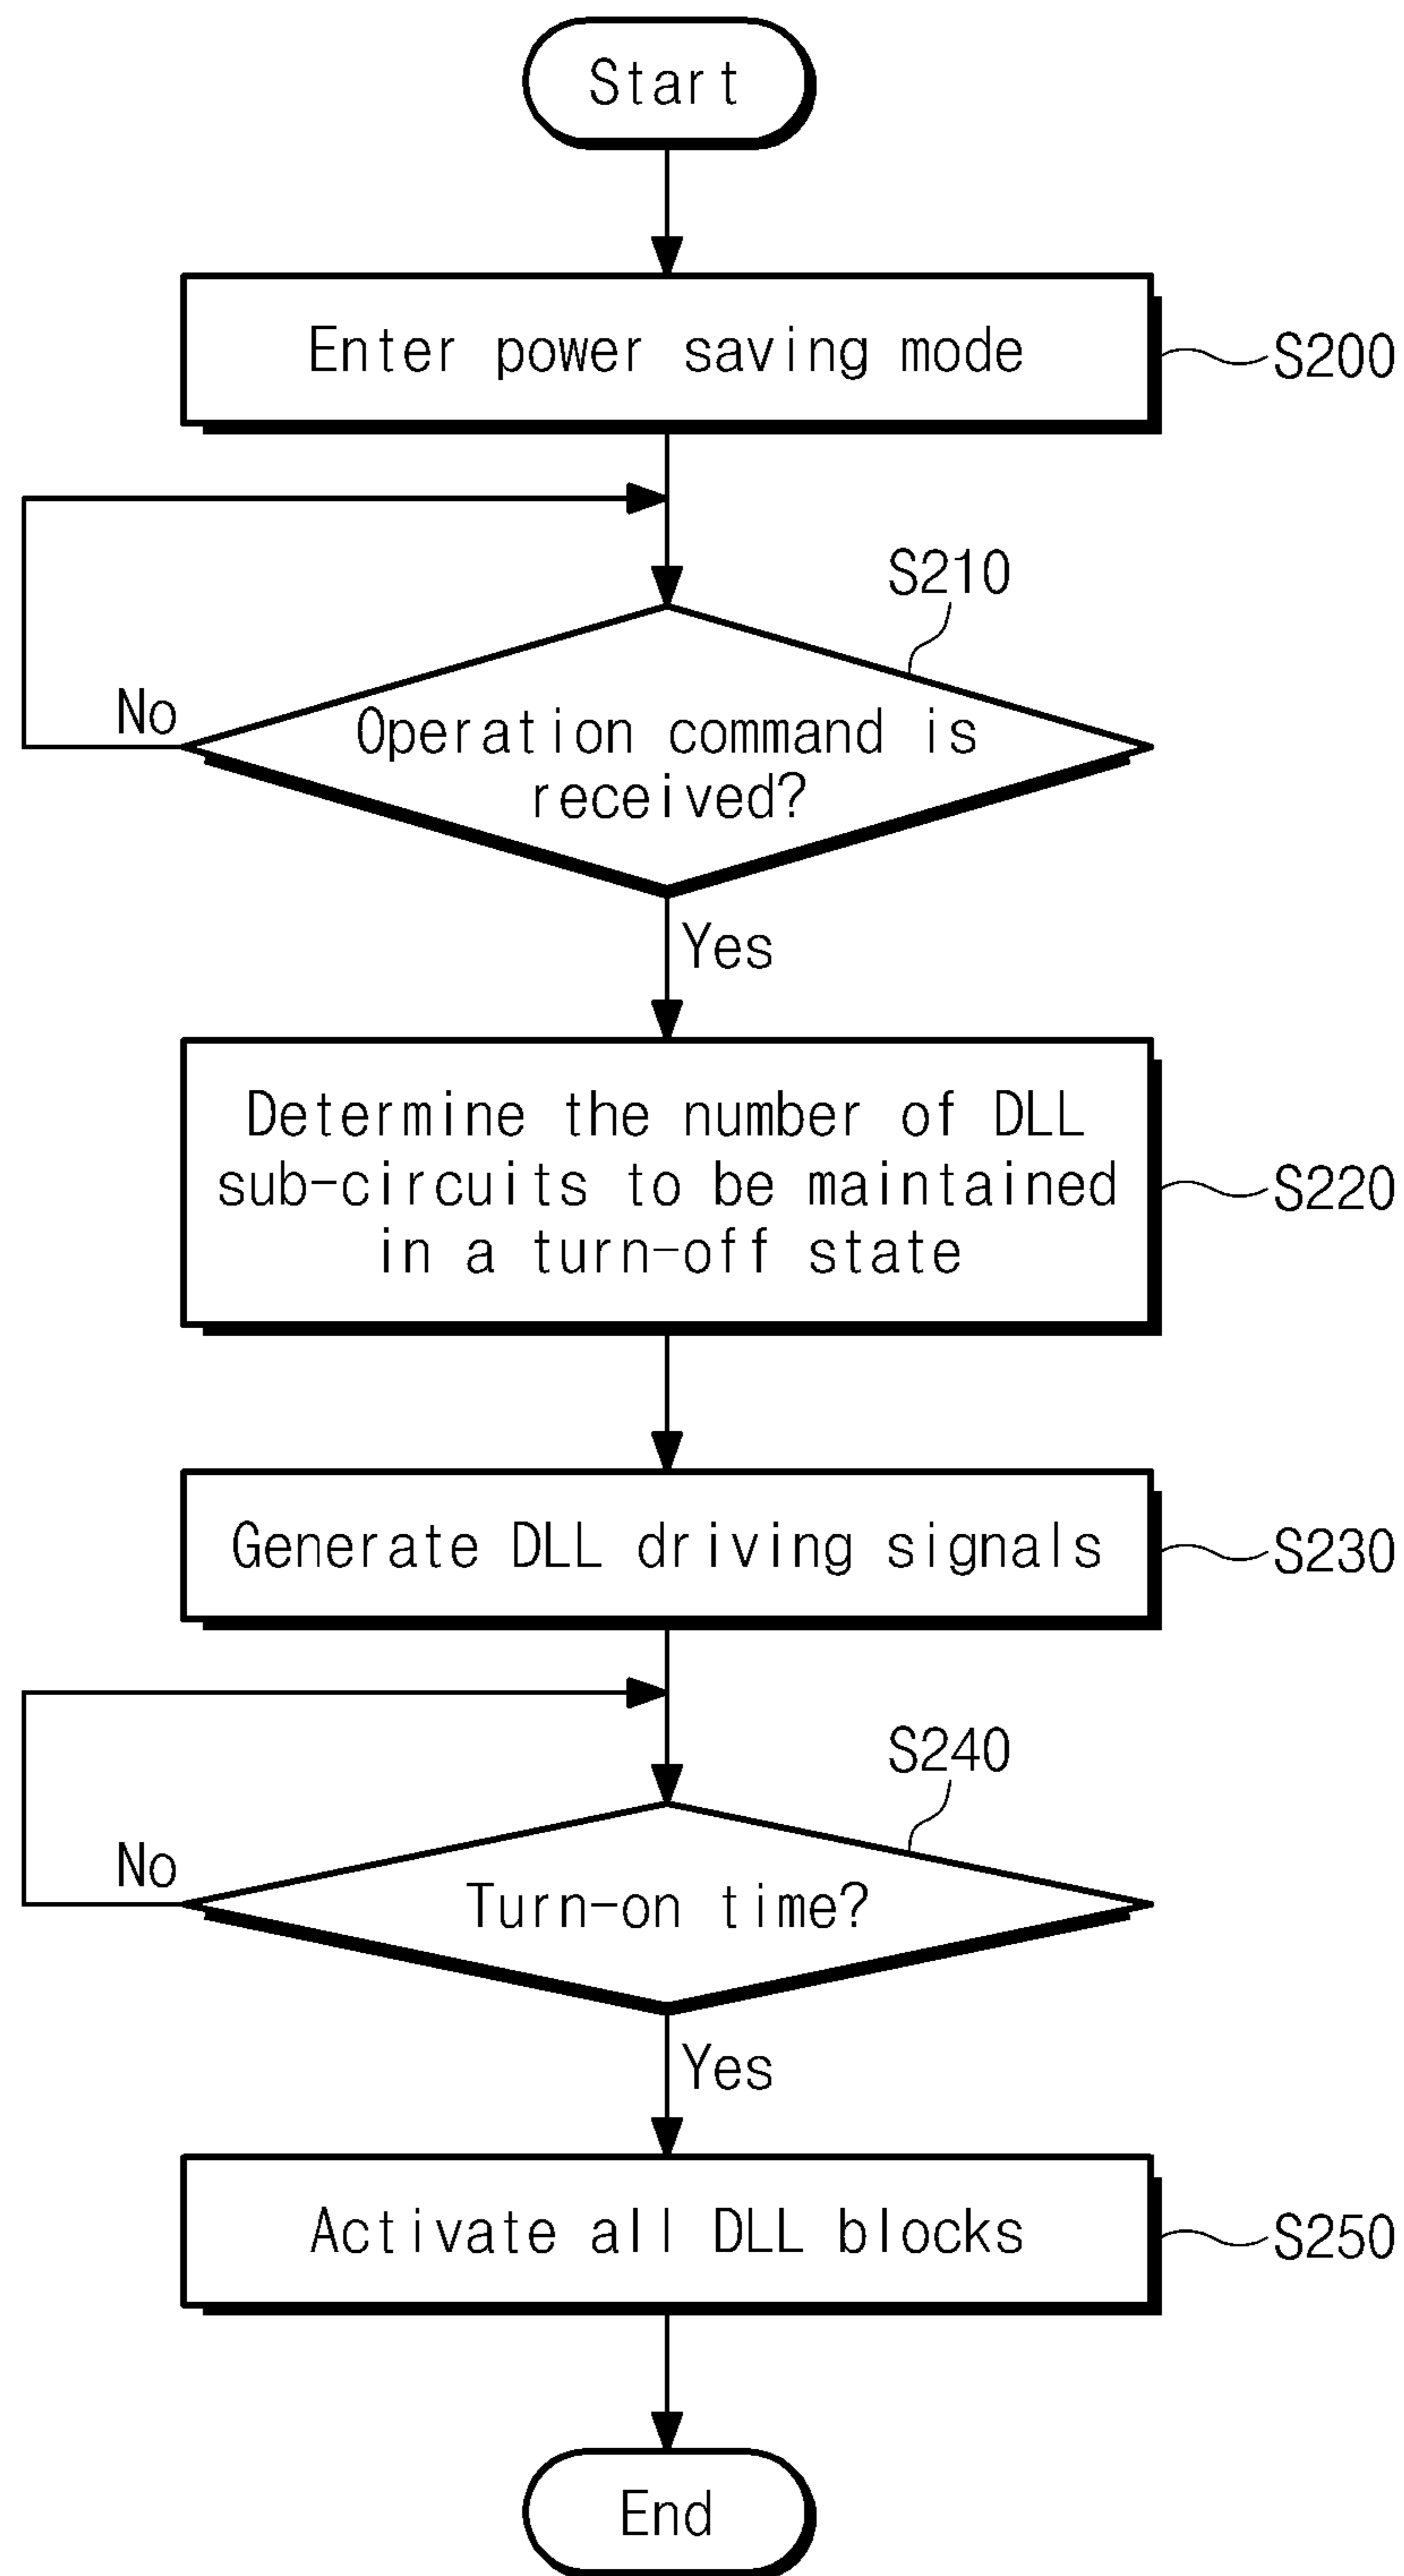 Start
Enter power saving mode
S200
S210
No
Operation command is
received?
Yes
Determine the number of DLL
sub-circuits to be maintained
in a turn-off state
S220
Generate DLL driving signals
S230
S240
No
Turn-on time?
Yes
Activate all DLL blocks
S250
End